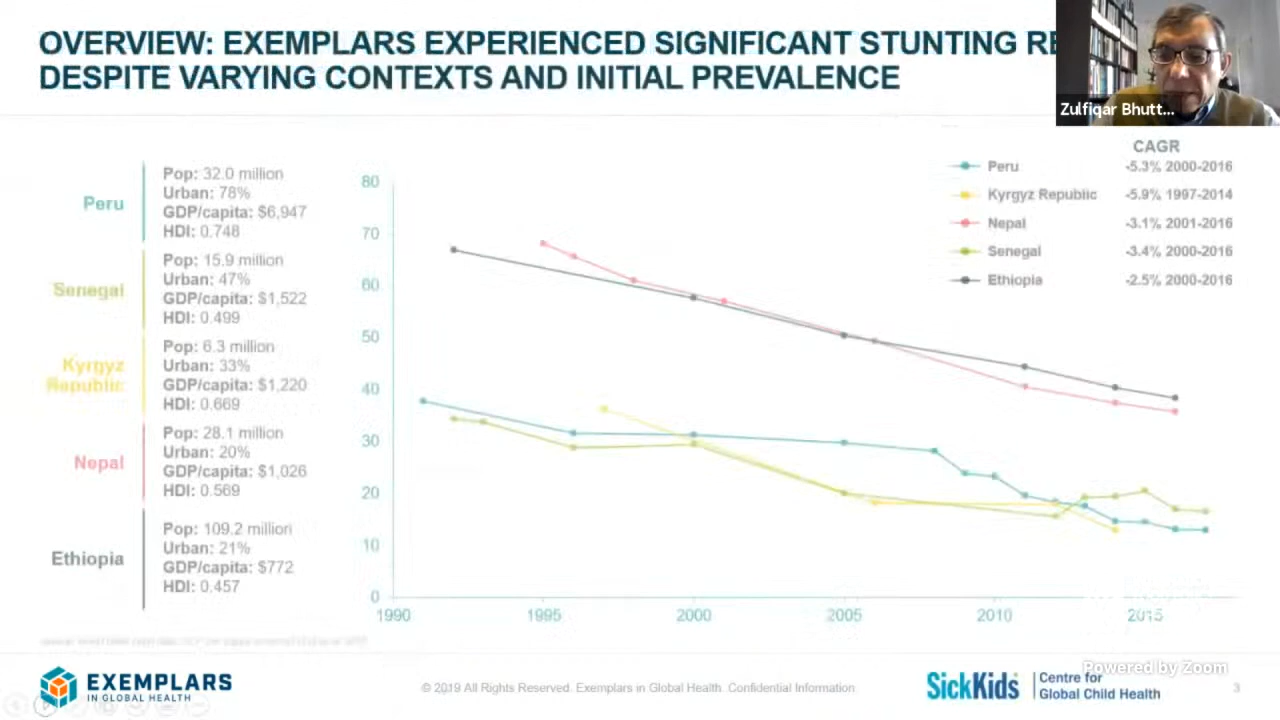 OVERVIEW: EXEMPLARS EXPERIENCED SIGNIFICANT STUNTING RE
DESPITE VARYING CONTEXTS AND INITIAL PREVALENCE
Zulfiqar Bhutt...
Peru
Pop: 32.0 million
Urban: 78%
GDP/capita: $6,947
HDI: 0.748
Senegal
Pop: 15.9 million
Urban: 47%
GDP/capita: $1,522
HDI: 0.499
Kyrgyz
Republic
Pop: 6.3 million
Urban: 33%
GDP/capita: $1,220
HDI: 0.669
Nepal
Pop: 28.1 million
Urban: 20%
GDP/capita: $1,026
HDI: 0.569
Ethiopia
Pop: 109.2 million
Urban: 21%
GDP/capita: $772
HDI: 0.457
80
70
60
50
40
30
20
10
0
1990 1995 2000 2005 2010 2015
CAGR
Peru -5.3% 2000-2016
Kyrgyz Republic -5.9% 1997-2014
Nepal -3.1% 2001-2016
Senegal -3.4% 2000-2016
Ethiopia -2.5% 2000-2016
EXEMPLARS
IN GLOBAL HEALTH
© 2019 All Rights Reserved. Exemplars in Global Health. Confidential Information.
SickKids
Centre for
Global Child Health
Powered by Zoom
3